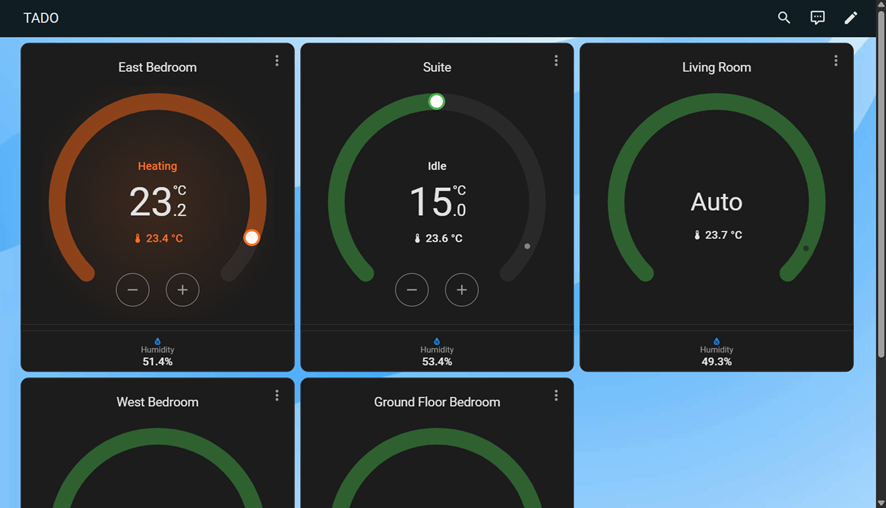 TADO
East Bedroom
Heating
23.2 °C
23.4 °C
Humidity
51.4%
Suite
Idle
15.0 °C
23.6 °C
Humidity
53.4%
Living Room
Auto
23.7 °C
Humidity
49.3%
West Bedroom
Ground Floor Bedroom